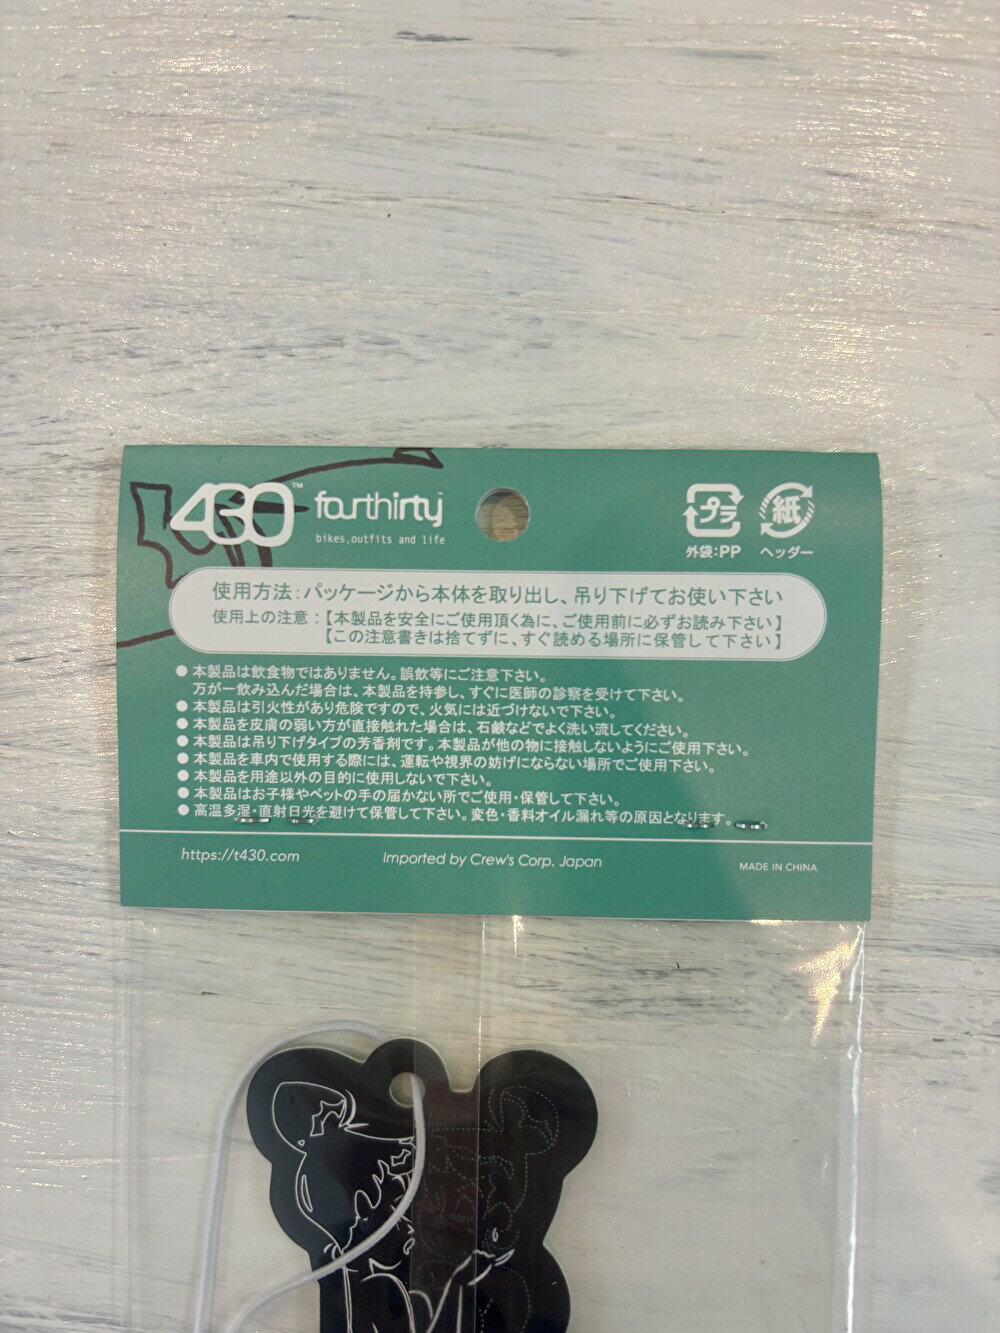 430™ fourthirty™
bikes,outfits and life
プラ 紙
外袋:PP ヘッダー
使用方法:パッケージから本体を取り出し、吊り下げてお使い下さい
使用上の注意:【本製品を安全にご使用頂く為に、ご使用前に必ずお読み下さい】
【この注意書きは捨てずに、すぐ読める場所に保管して下さい】
●本製品は飲食物ではありません。誤飲等にご注意下さい。
万が一飲み込んだ場合は、本製品を持参し、すぐに医師の診察を受けて下さい。
●本製品は引火性があり危険ですので、火気には近づけないで下さい。
●本製品を皮膚の弱い方が直接触れた場合は、石鹸などでよく洗い流してください。
●本製品は吊り下げタイプの芳香剤です。本製品が他の物に接触しないようにご使用下さい。
●本製品を車内で使用する際には、運転や視界の妨げにならない場所でご使用下さい。
●本製品を用途以外の目的に使用しないで下さい。
●本製品はお子様やペットの手の届かない所でご使用・保管して下さい。
●高温多湿・直射日光を避けて保管して下さい。変色・香料オイル漏れ等の原因となります。
https://t430.com Imported by Crew's Corp. Japan MADE IN CHINA